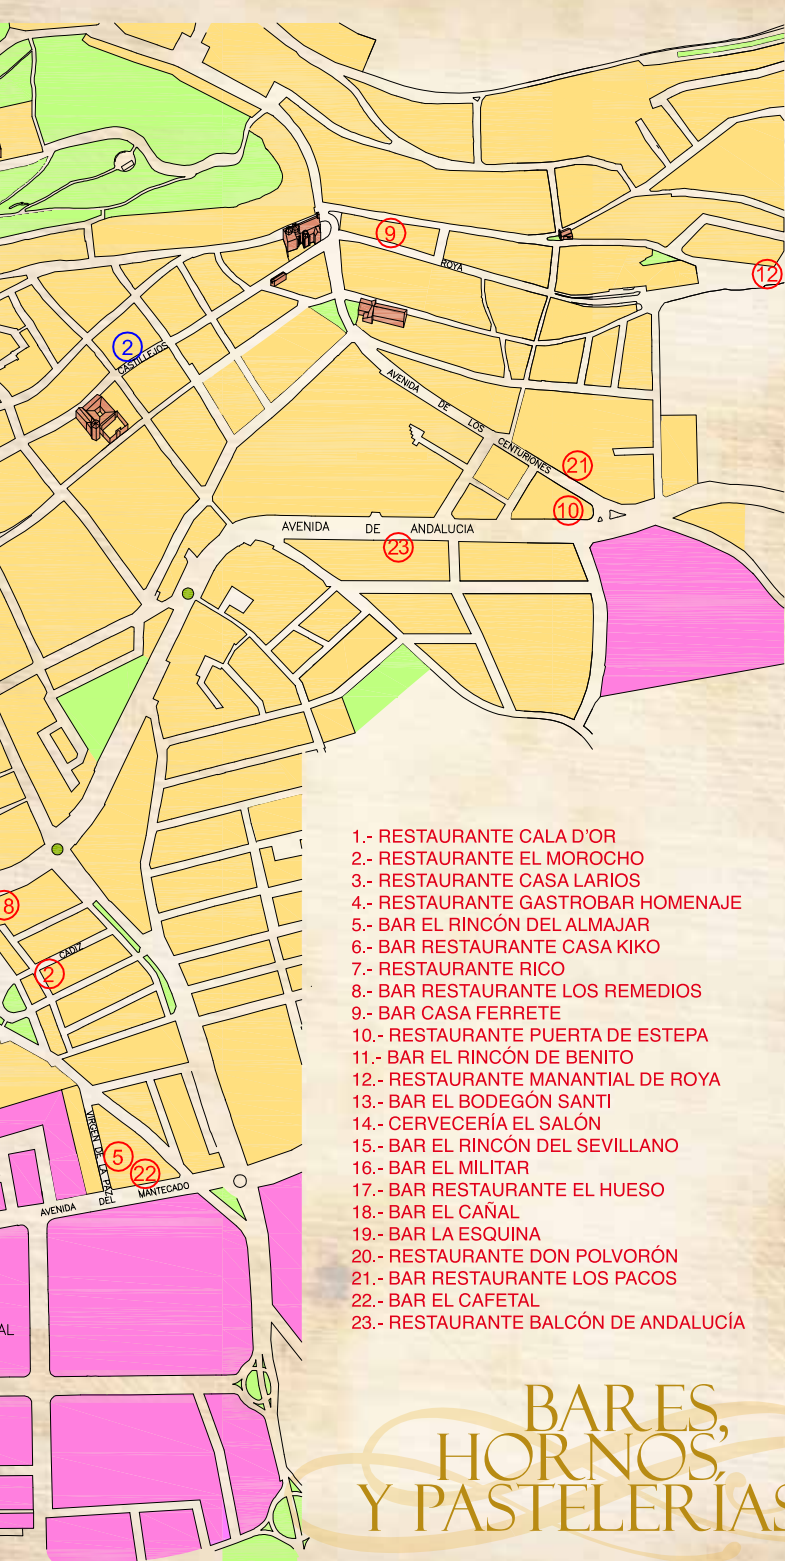 9
ROYA
12
2
CASTILLEJOS
AVENIDA DE LOS CENTURIONES
21
10
AVENIDA DE ANDALUCIA
23
8
CADIZ
2
VIRGEN DE LA PAZ
5
22
AVENIDA DEL MANTECADO
AL
1.- RESTAURANTE CALA D'OR
2.- RESTAURANTE EL MOROCHO
3.- RESTAURANTE CASA LARIOS
4.- RESTAURANTE GASTROBAR HOMENAJE
5.- BAR EL RINCÓN DEL ALMAJAR
6.- BAR RESTAURANTE CASA KIKO
7.- RESTAURANTE RICO
8.- BAR RESTAURANTE LOS REMEDIOS
9.- BAR CASA FERRETE
10.- RESTAURANTE PUERTA DE ESTEPA
11.- BAR EL RINCÓN DE BENITO
12.- RESTAURANTE MANANTIAL DE ROYA
13.- BAR EL BODEGÓN SANTI
14.- CERVECERÍA EL SALÓN
15.- BAR EL RINCÓN DEL SEVILLANO
16.- BAR EL MILITAR
17.- BAR RESTAURANTE EL HUESO
18.- BAR EL CAÑAL
19.- BAR LA ESQUINA
20.- RESTAURANTE DON POLVORÓN
21.- BAR RESTAURANTE LOS PACOS
22.- BAR EL CAFETAL
23.- RESTAURANTE BALCÓN DE ANDALUCÍA
BARES,
HORNOS,
Y PASTELERÍAS